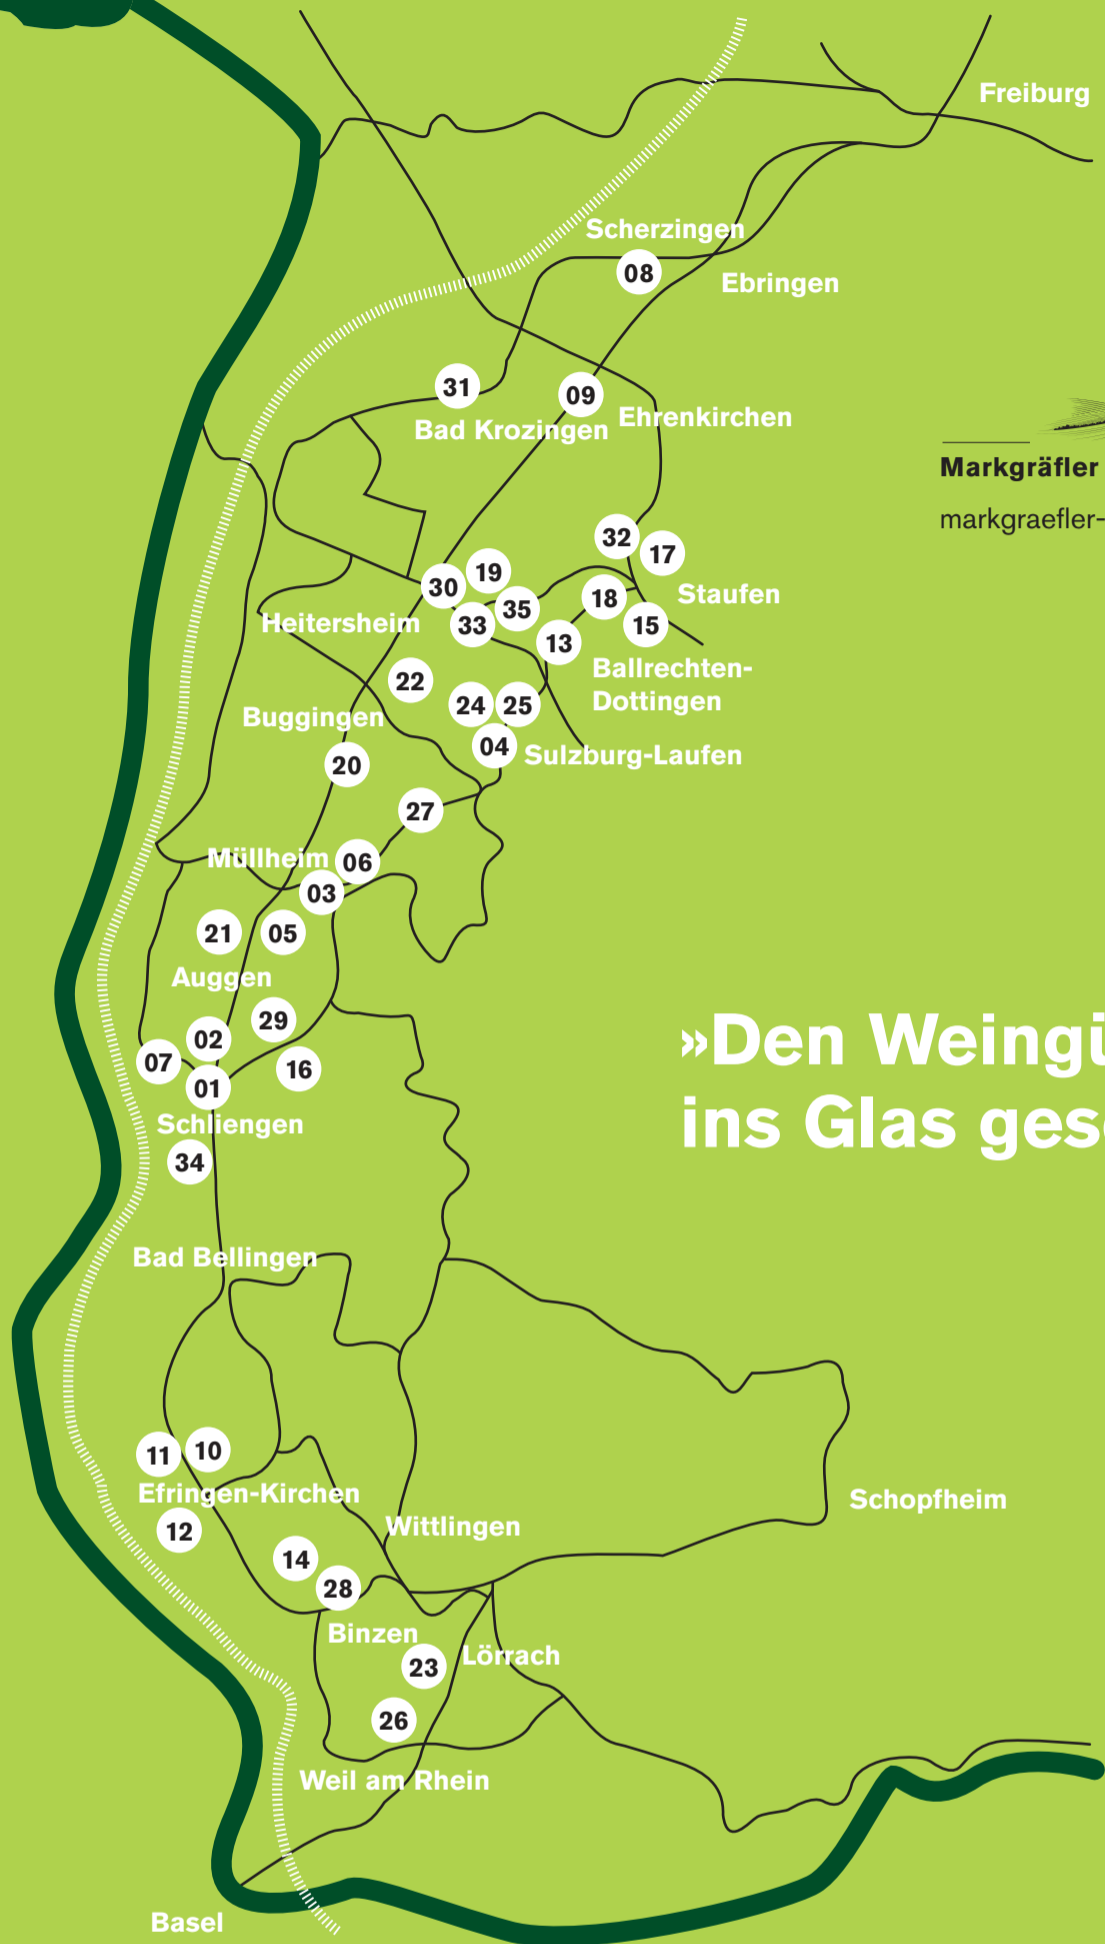 Freiburg
Scherzingen
08
Ebringen
31
09
Bad Krozingen
Ehrenkirchen
Markgräfler
markgraefler-
32
17
19
30
18
Staufen
35
Heitersheim
33
15
13
Ballrechten-
Dottingen
22
24
25
Buggingen
04
Sulzburg-Laufen
20
27
Müllheim
06
03
21
05
Auggen
29
02
»Den Weingü
07
16
01
ins Glas gesc
Schliengen
34
Bad Bellingen
11
10
Efringen-Kirchen
Schopfheim
12
Wittlingen
14
28
Binzen
Lörrach
23
26
Weil am Rhein
Basel